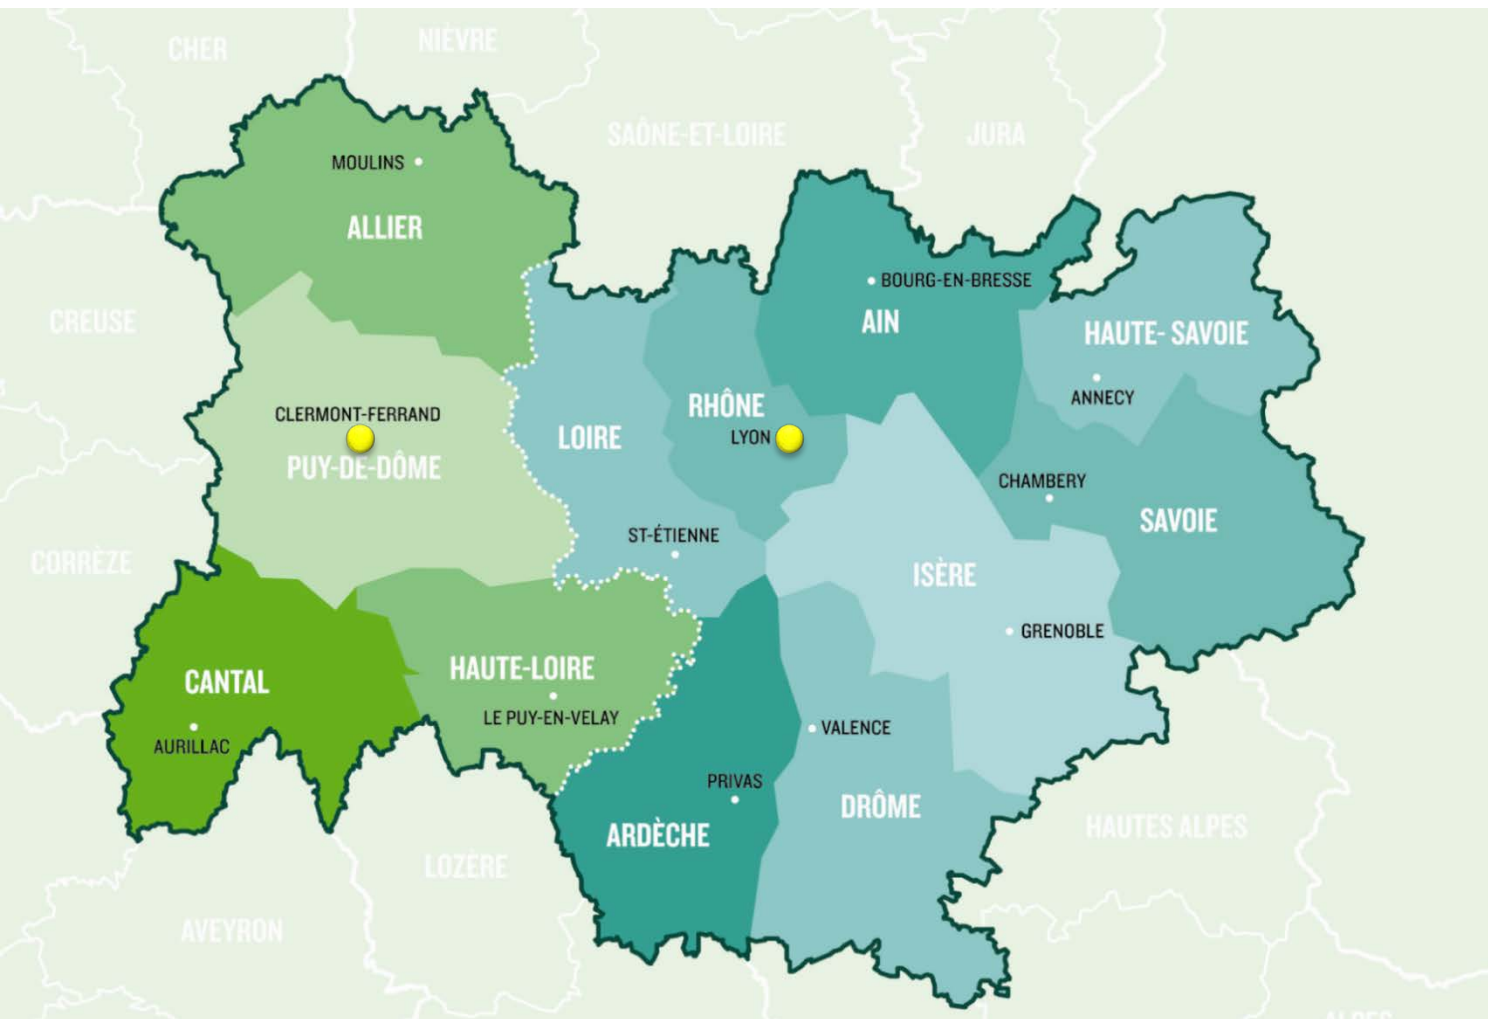 NIÈVRE
CHER
SAÔNE-ET-LOIRE
JURA
MOULINS
ALLIER
BOURG-EN-BRESSE
CREUSE
AIN
HAUTE- SAVOIE
ANNECY
RHÔNE
CLERMONT-FERRAND
LOIRE
LYON
PUY-DE-DÔME
CHAMBERY
SAVOIE
ST-ÉTIENNE
CORRÈZE
ISÈRE
GRENOBLE
HAUTE-LOIRE
CANTAL
LE PUY-EN-VELAY
VALENCE
AURILLAC
PRIVAS
DRÔME
HAUTES ALPES
ARDÈCHE
LOZÈRE
AVEYRON
ALPES